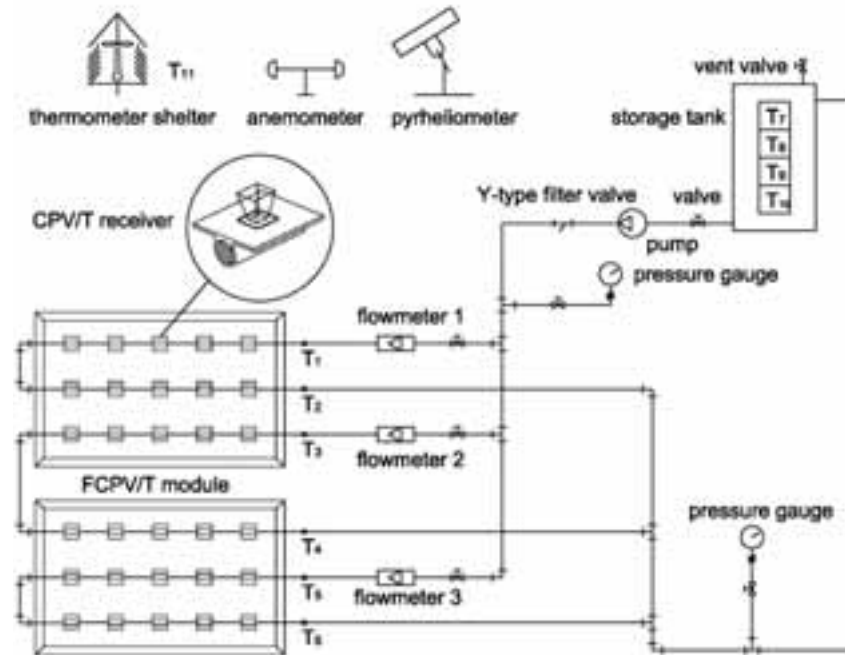 T11
thermometer shelter
anemometer
pyrheliometer
vent valve
storage tank
T7
T8
T9
T10
CPV/T receiver
Y-type filter valve
valve
pump
pressure gauge
flowmeter 1
T1
T2
T3
flowmeter 2
FCPV/T module
pressure gauge
T4
T5
flowmeter 3
T6